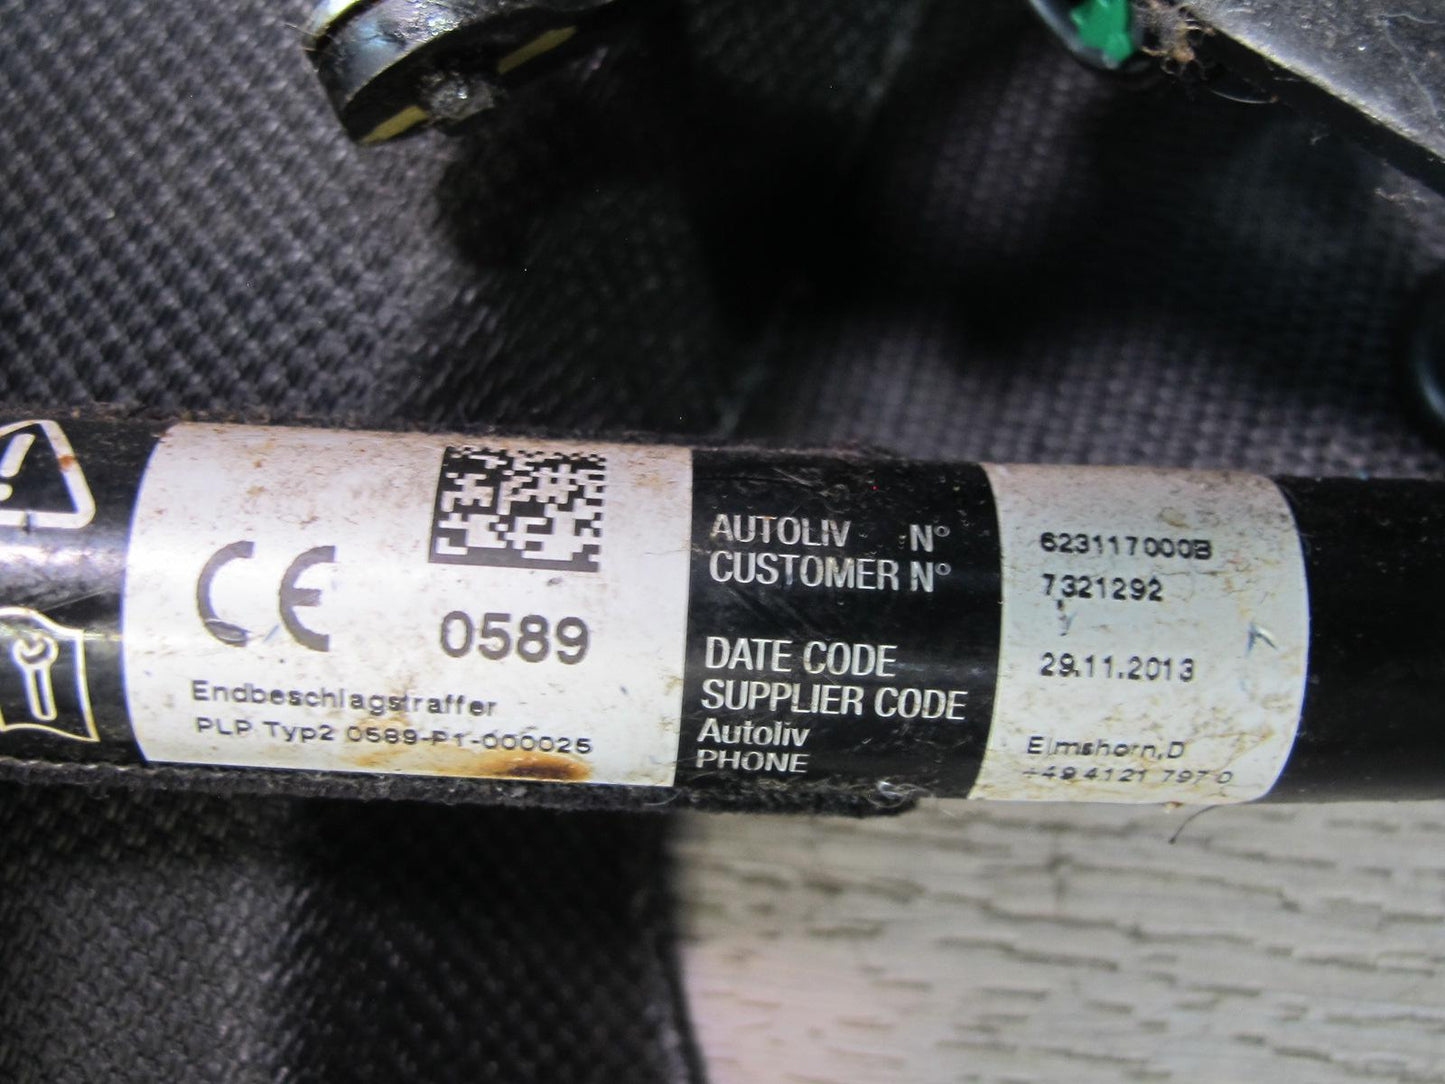 CE
0589
Endbeschlagstraffer
PLP Typ2 0589-P1-000025
AUTOLIV N° 623117000B
CUSTOMER N° 7321292
DATE CODE 29.11.2013
SUPPLIER CODE
Autoliv Elmshorn,D
PHONE +49 4121 797 0